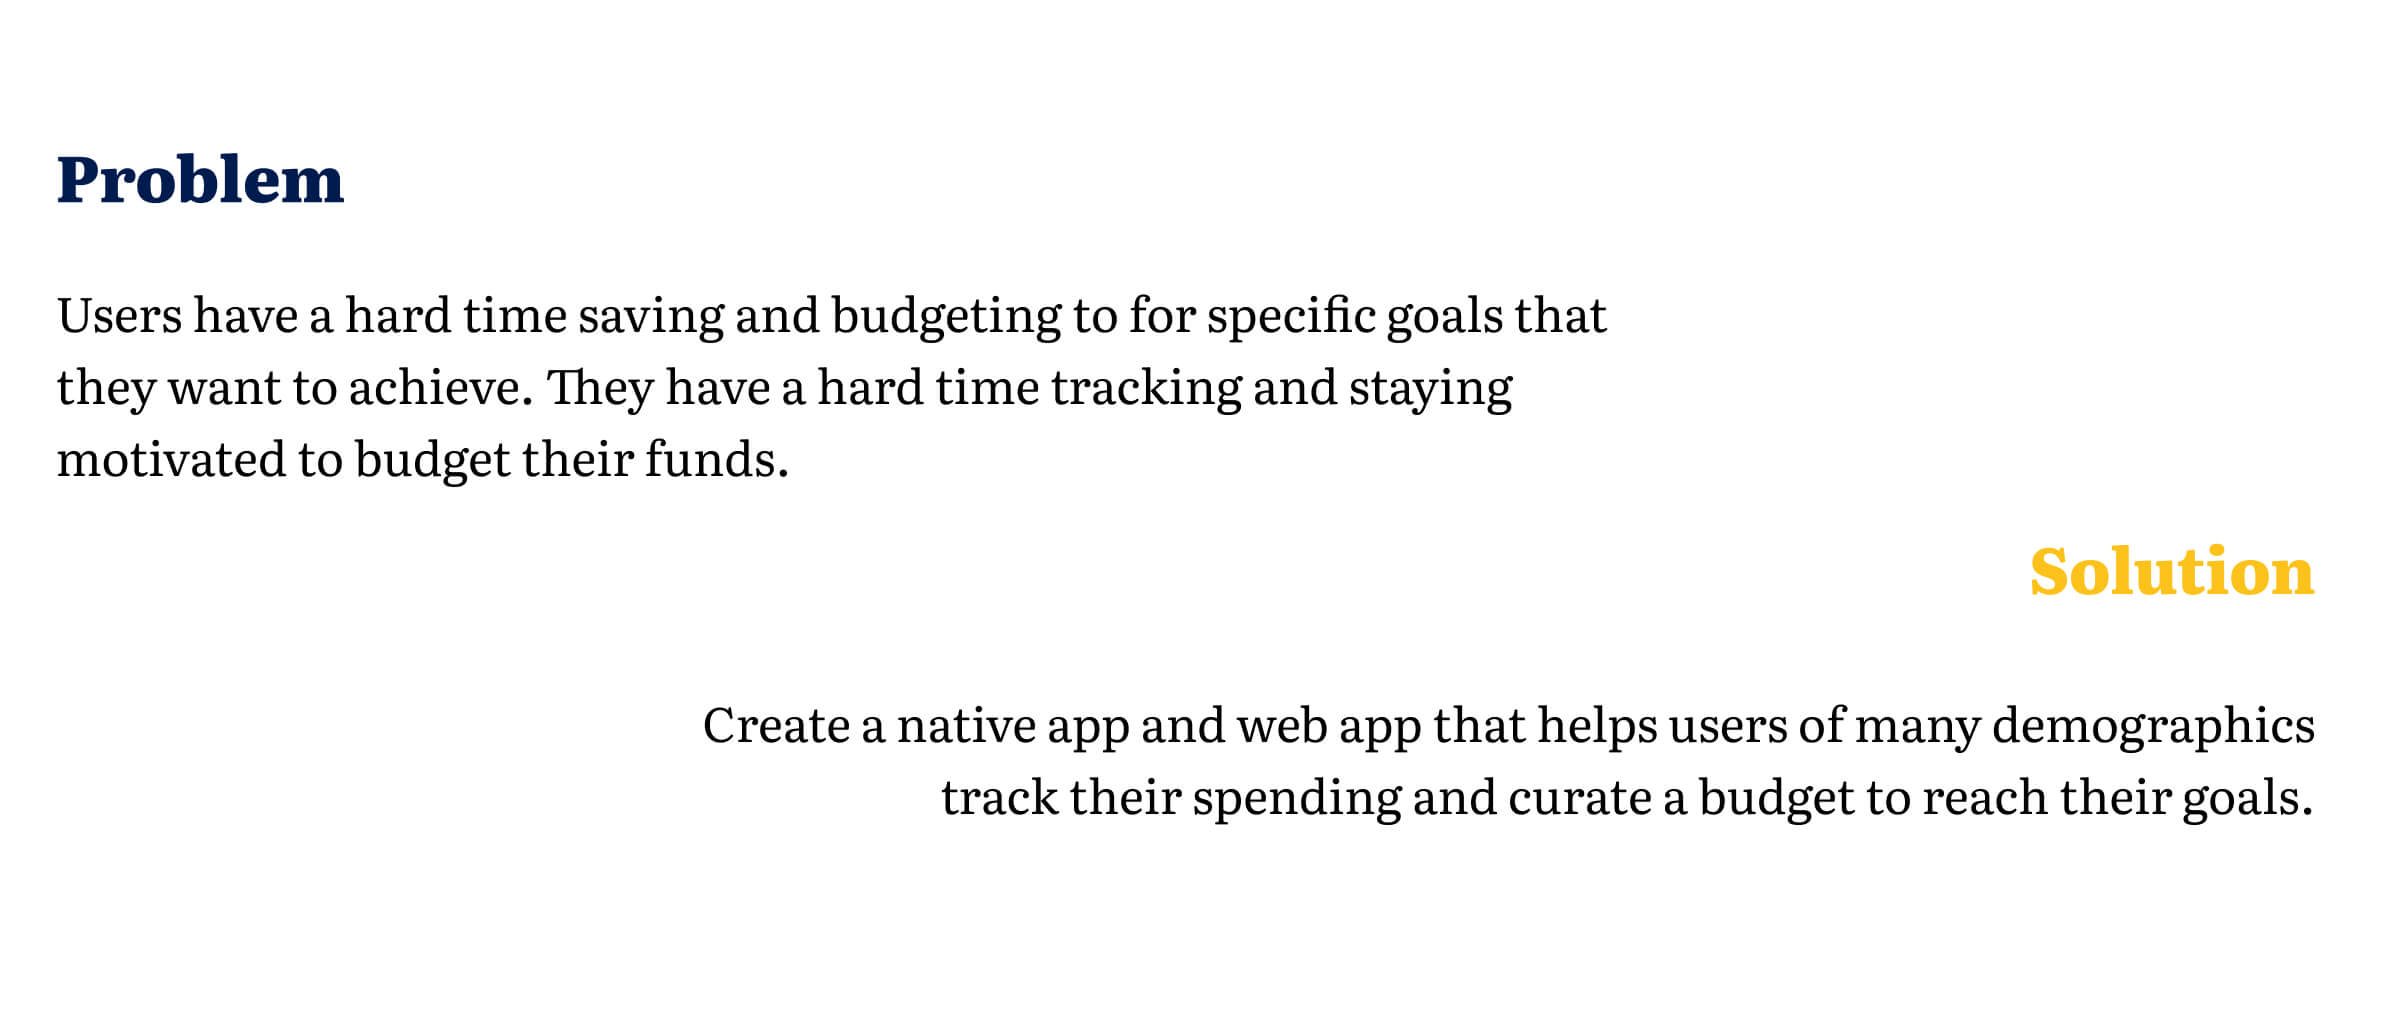 Problem
Users have a hard time saving and budgeting to for specific goals that
they want to achieve. They have a hard time tracking and staying
motivated to budget their funds.
Solution
Create a native app and web app that helps users of many demographics
track their spending and curate a budget to reach their goals.